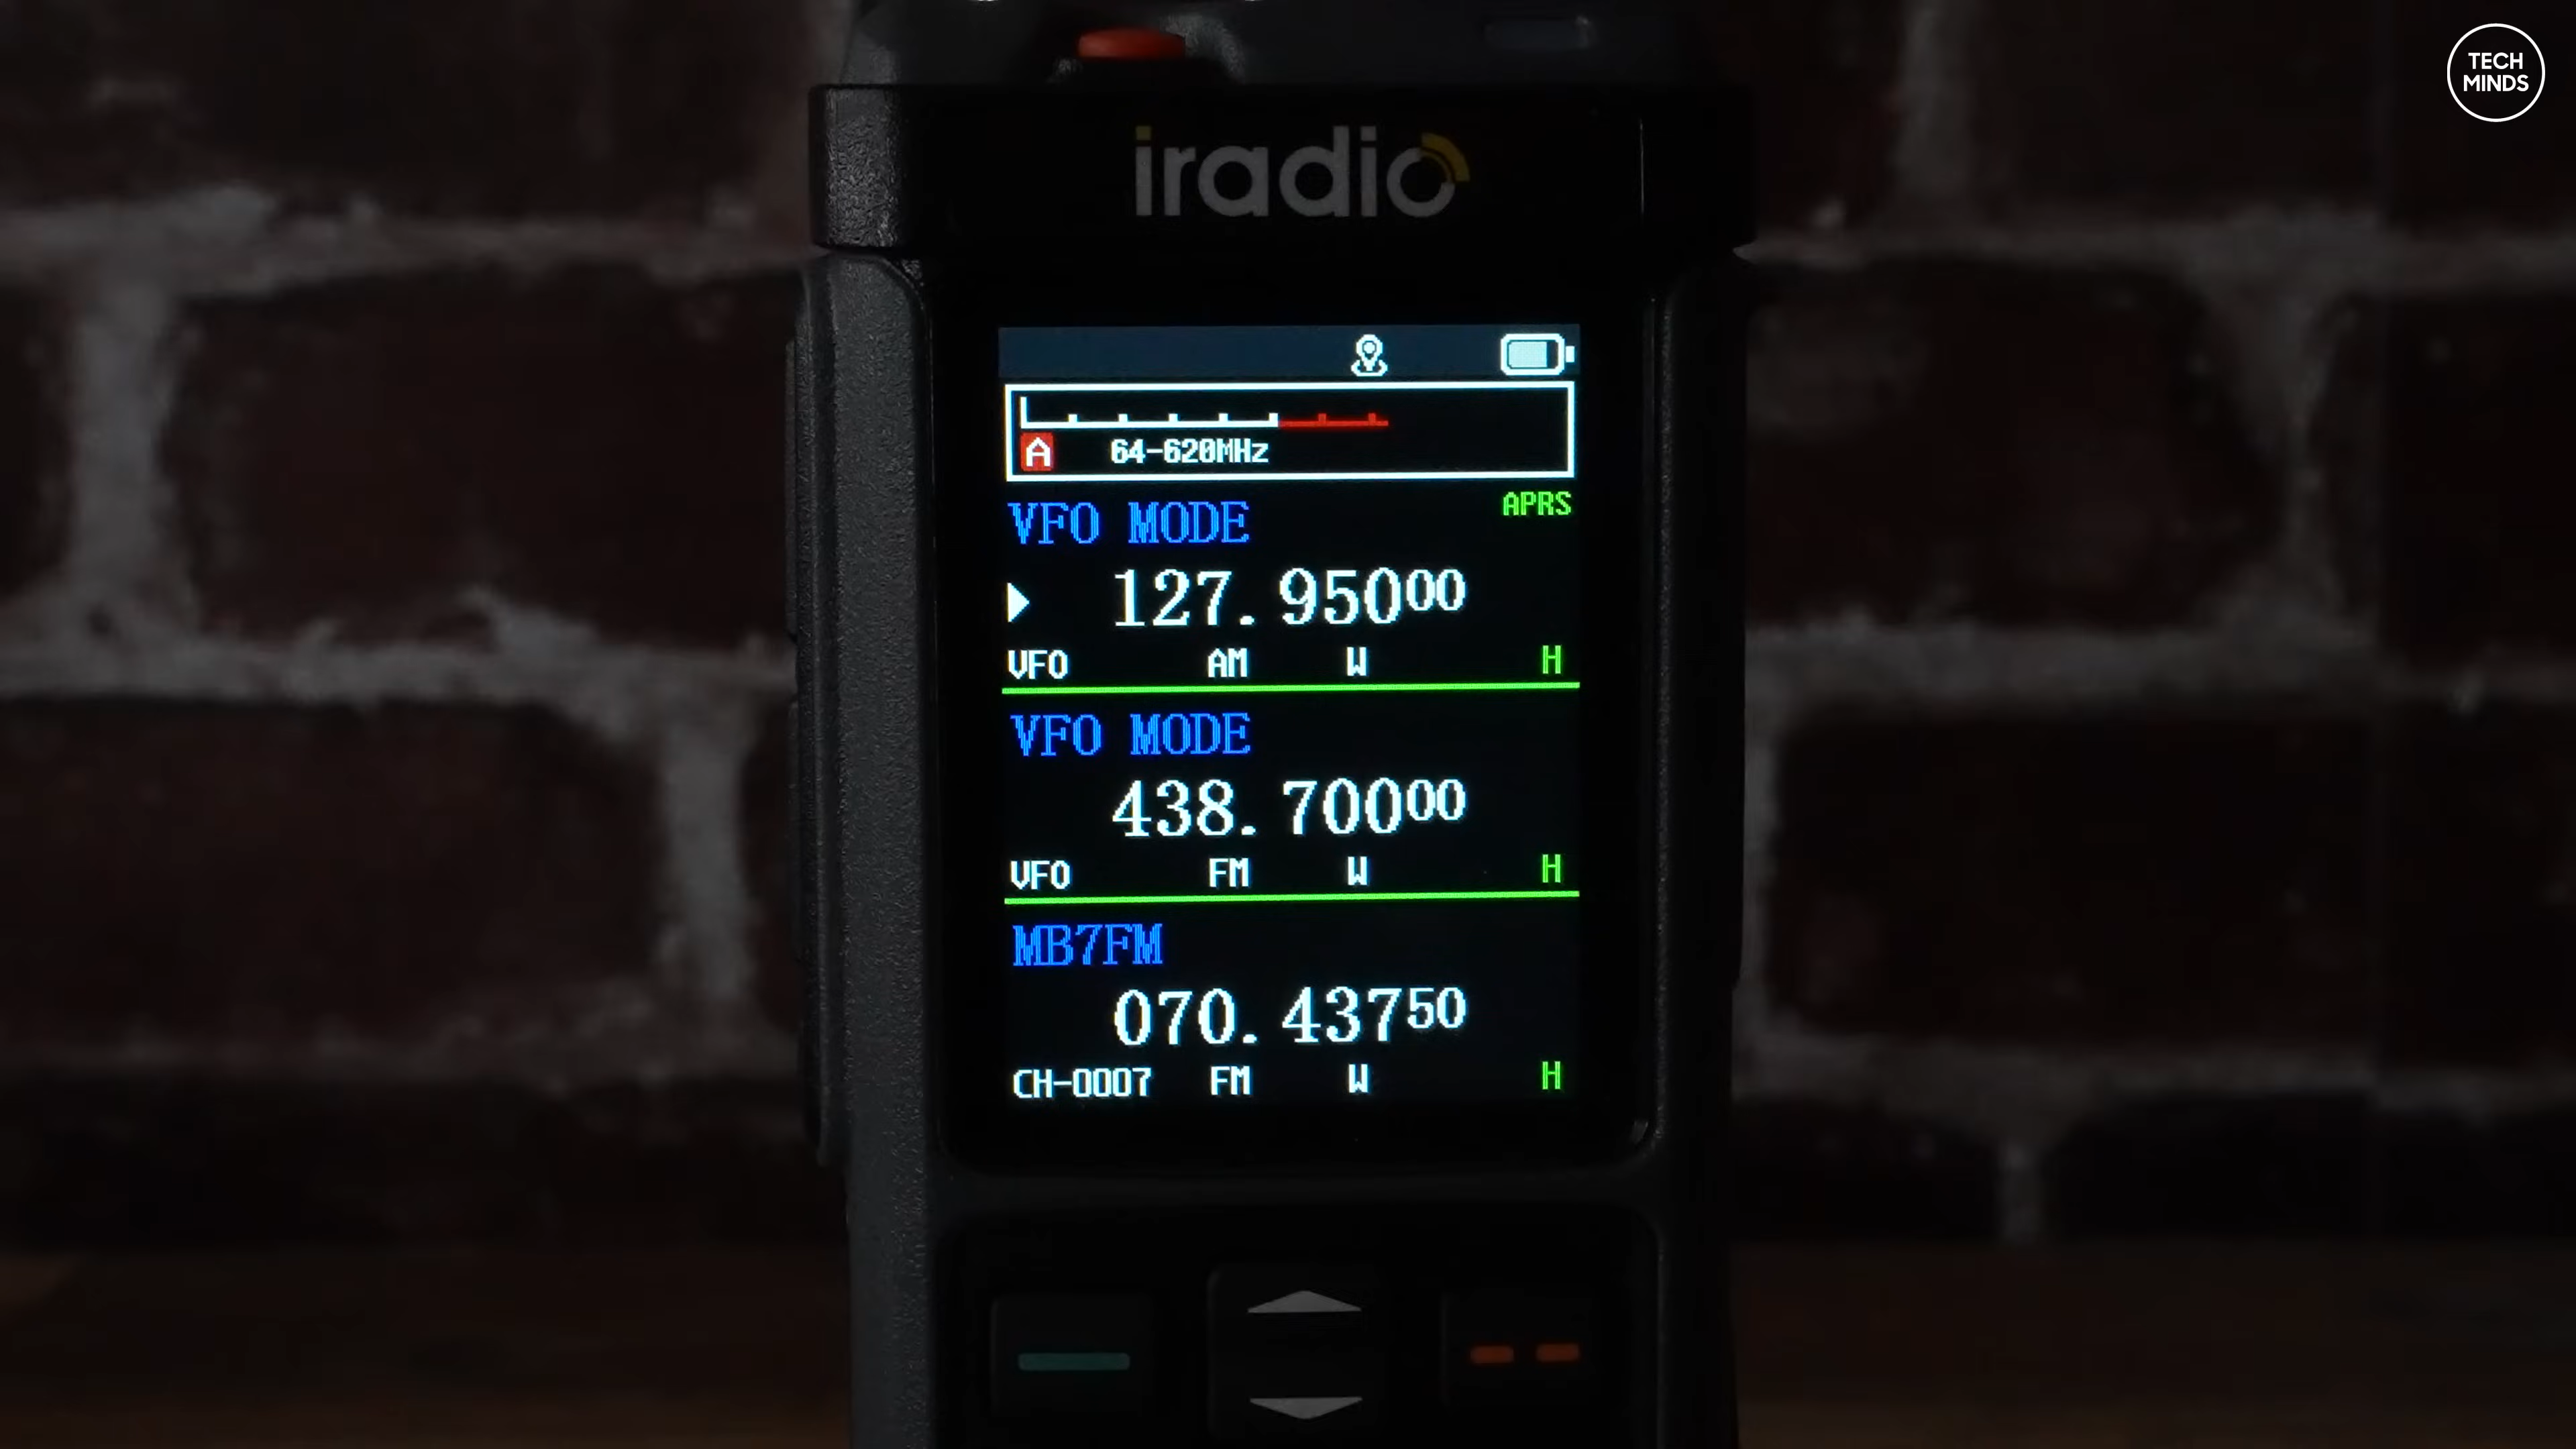 TECH
MINDS
iradio
A 64-620MHz
APRS
VFO MODE
127.95000
VFO AM W H
VFO MODE
438.70000
VFO FM W H
MB7FM
070.43750
CH-0007 FM W H